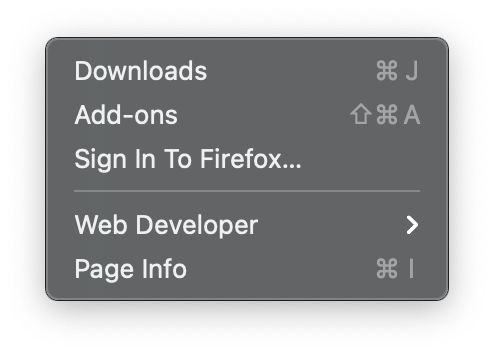 Downloads ⌘ J
Add-ons ⇧⌘ A
Sign In To Firefox...
Web Developer
Page Info ⌘ I